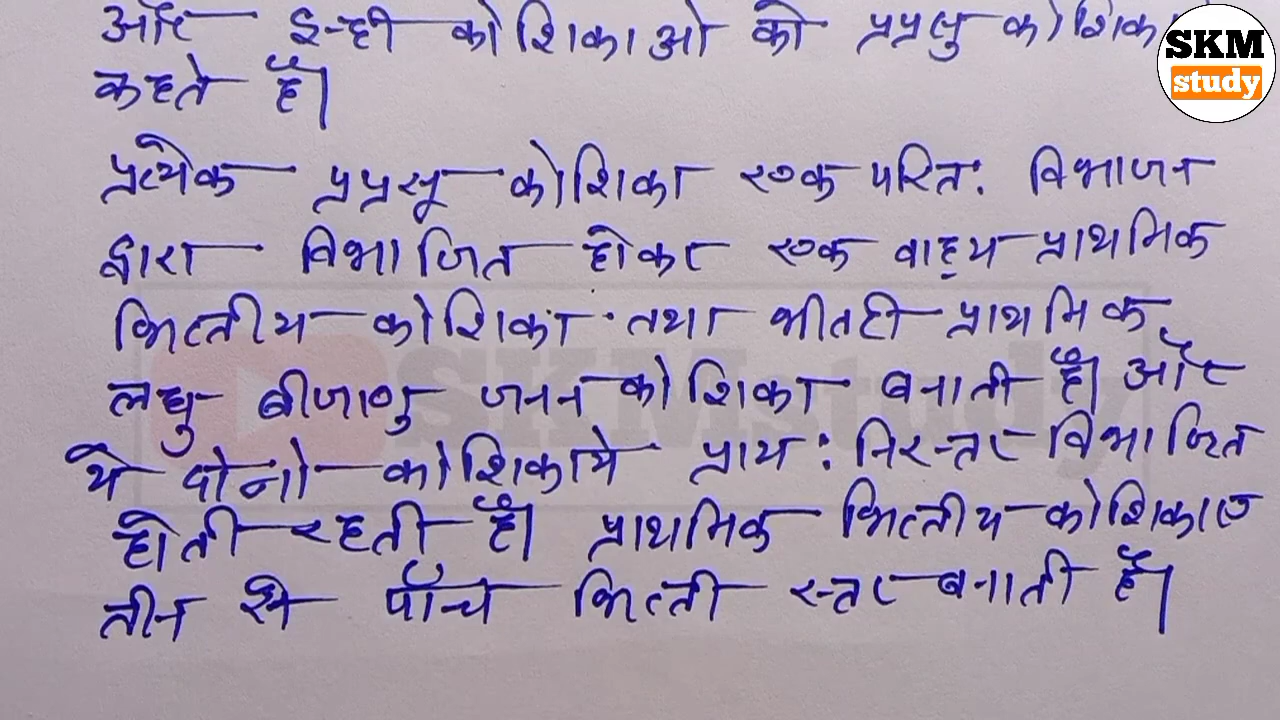 और इन्ही कोशिकाओ को प्रप्रसु कोशिका
कहते हैं।
प्रत्येक प्रप्रसू कोशिका एक परित: विभाजन
द्वारा विभाजित होकर एक वाह्य प्राथमिक
भित्तीय कोशिका तथा भीतरी प्राथमिक
लघु बीजाणु जनन कोशिका बनाती हैं। और
ये दोनो कोशिकाये प्राय: निरन्तर विभाजित
होती रहती हैं। प्राथमिक भित्तीय कोशिकाए
तीन से पाँच भित्ती स्तर बनाती हैं।
SKM
study
SKMstudy